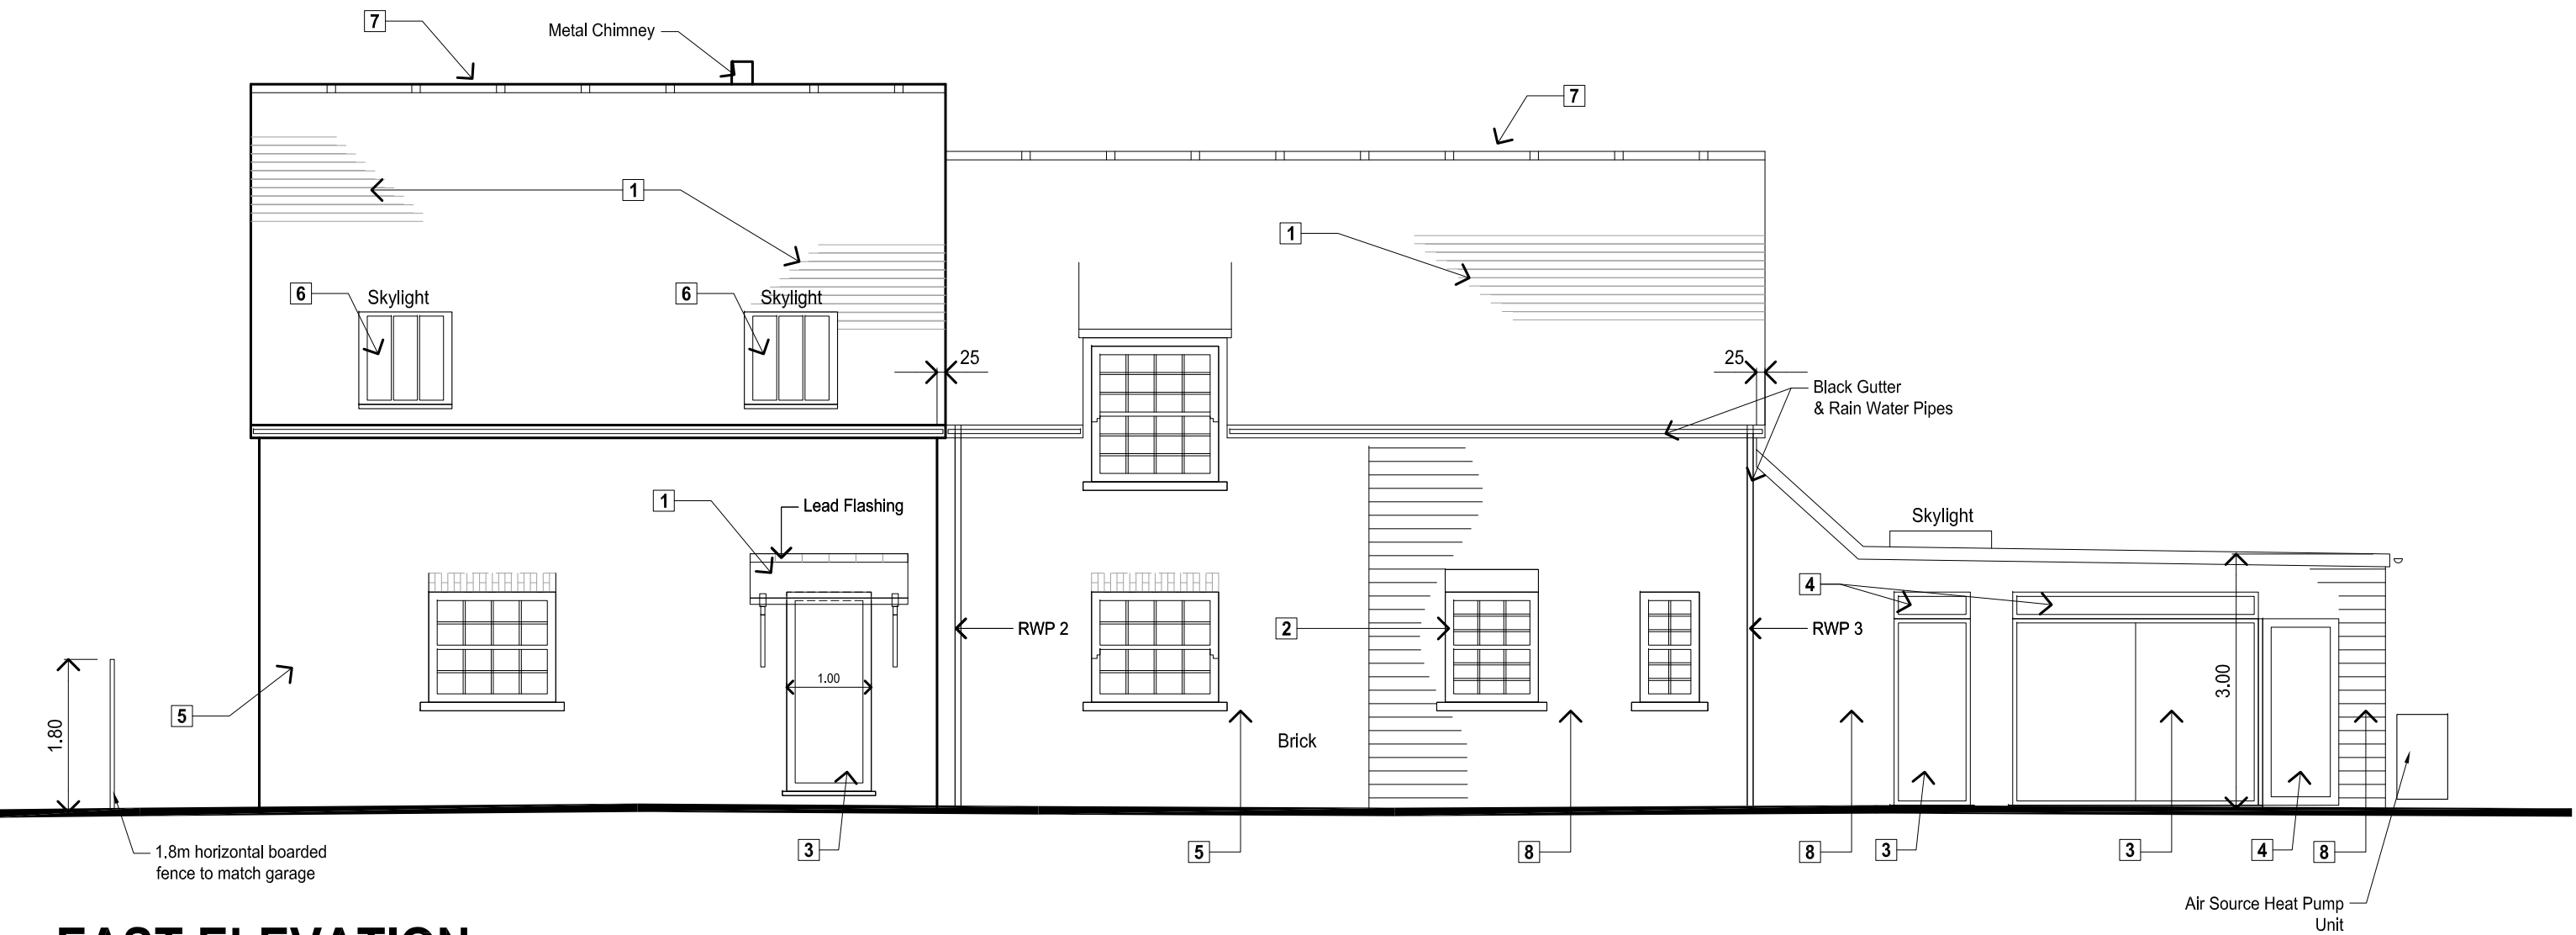 7
Metal Chimney
7
1
1
6
Skylight
6
Skylight
25
25
Black Gutter
& Rain Water Pipes
1
Lead Flashing
Skylight
4
RWP 2
2
RWP 3
1.00
3.00
1.80
5
Brick
1.8m horizontal boarded
fence to match garage
3
5
8
8
3
3
4
8
Air Source Heat Pump
Unit
EAST ELEVATION